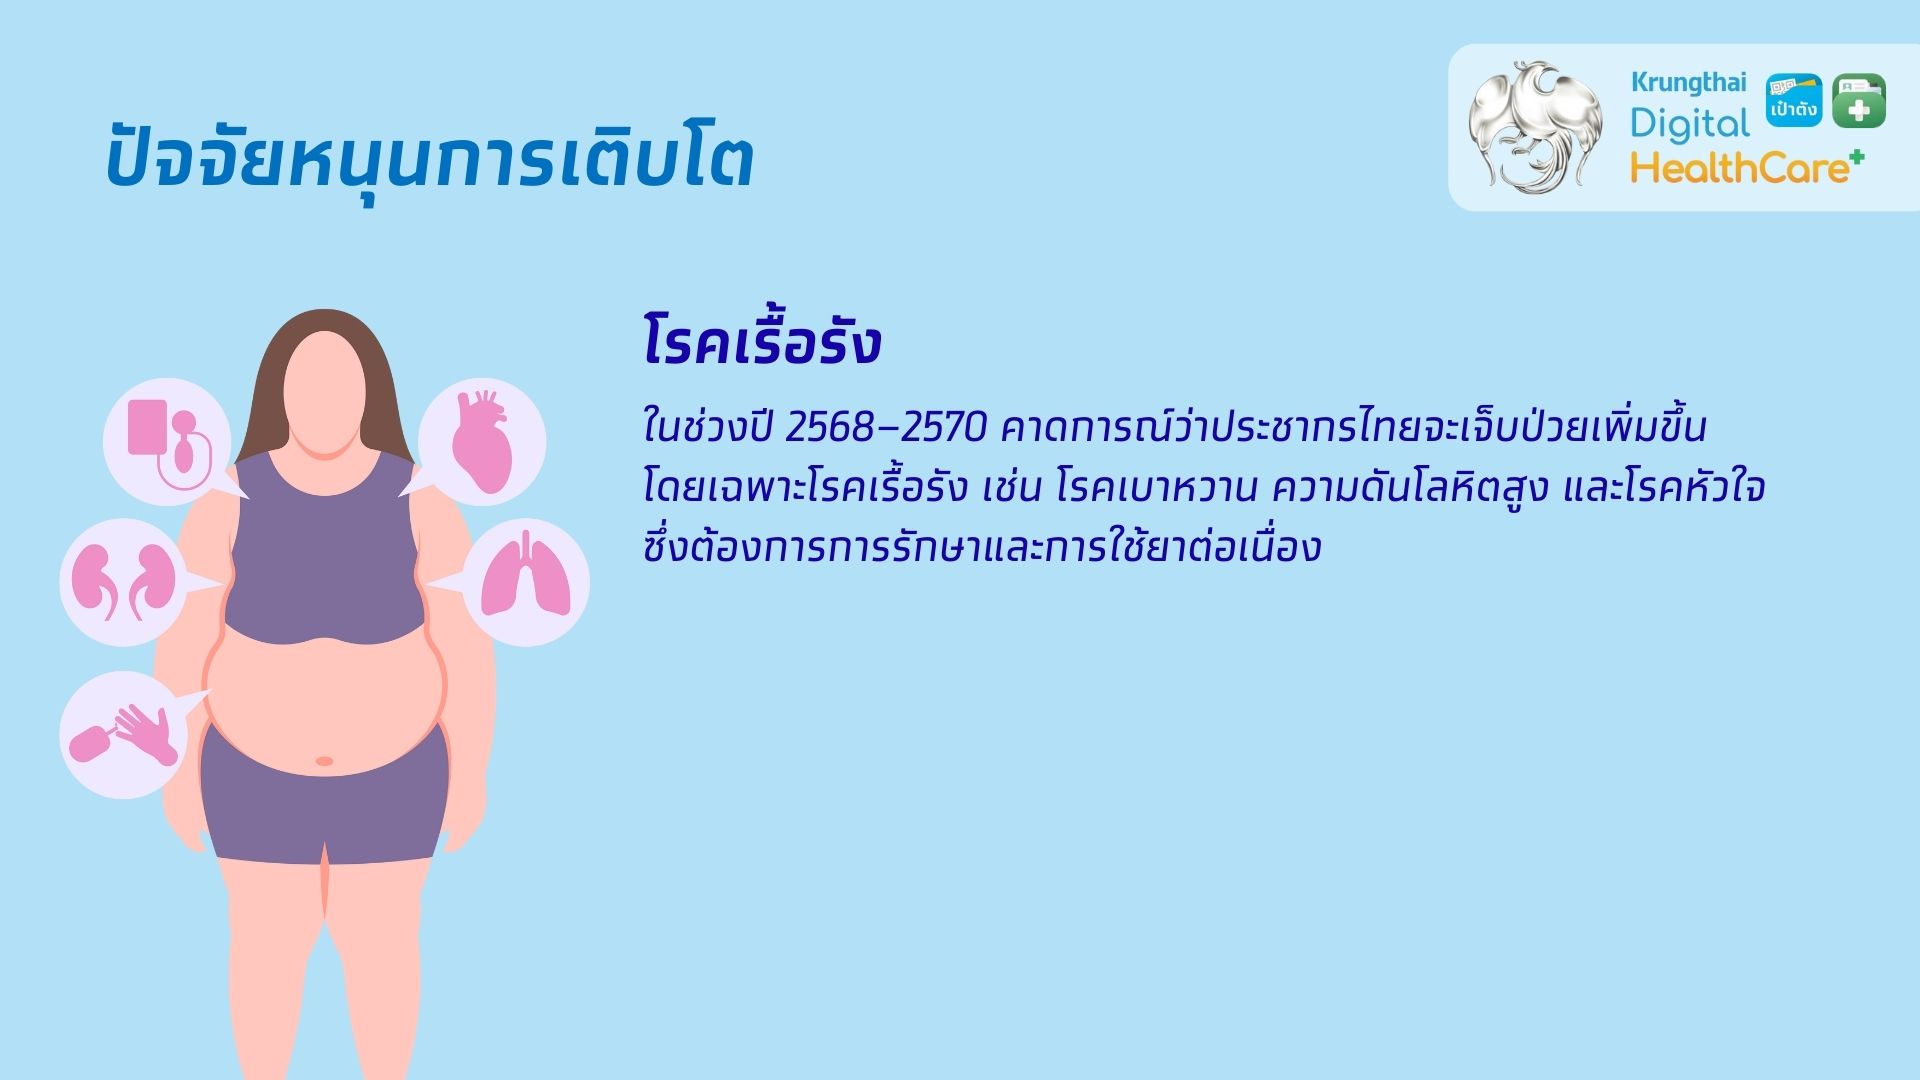 ปัจจัยหนุนการเติบโต
Krungthai
Digital
HealthCare+
เป๋าตัง
โรคเรื้อรัง
ในช่วงปี 2568–2570 คาดการณ์ว่าประชากรไทยจะเจ็บป่วยเพิ่มขึ้น
โดยเฉพาะโรคเรื้อรัง เช่น โรคเบาหวาน ความดันโลหิตสูง และโรคหัวใจ
ซึ่งต้องการการรักษาและการใช้ยาต่อเนื่อง